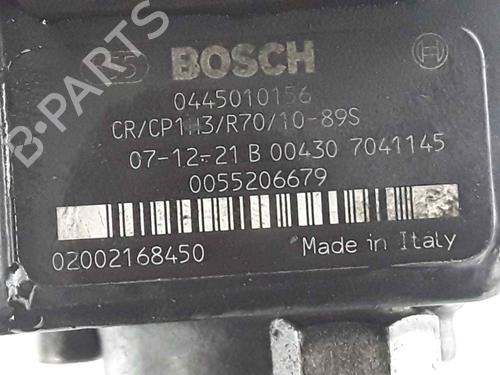 BOSCH
0445010156
CR/CP1H3/R70/10-89S
07-12-21 B 00430 7041145
0055206679
02002168450 Made in Italy
B-PARTS